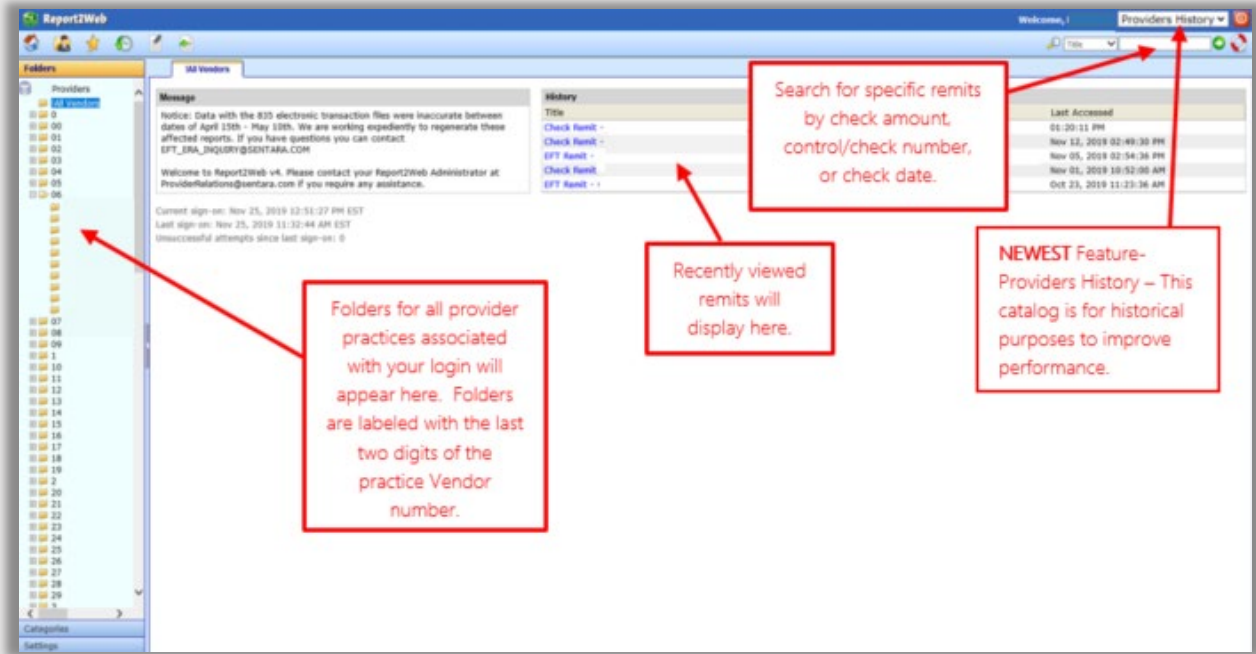 Report2Web
Welcome,
Providers History
Title
Folders
Providers
!All Vendors
0
00
01
02
03
04
05
06
07
08
09
1
10
11
12
13
14
15
16
17
18
19
2
20
21
22
23
24
25
26
27
28
29
3
Categories
Settings
!All Vendors
Message
Notice: Data with the 835 electronic transaction files were inaccurate between
dates of April 15th - May 10th. We are working expediently to regenerate these
affected reports. If you have questions you can contact
EFT_ERA_INQUIRY@SENTARA.COM
Welcome to Report2Web v4. Please contact your Report2Web Administrator at
ProviderRelations@sentara.com if you require any assistance.
Current sign-on: Nov 25, 2019 12:51:27 PM EST
Last sign-on: Nov 25, 2019 11:32:44 AM EST
Unsuccessful attempts since last sign-on: 0
History
Title
Last Accessed
Check Remit -
01:20:11 PM
Check Remit -
Nov 12, 2019 02:49:30 PM
EFT Remit -
Nov 05, 2019 02:54:36 PM
Check Remit
Nov 01, 2019 10:52:00 AM
EFT Remit -
Oct 23, 2019 11:23:36 AM
Search for specific remits
by check amount,
control/check number,
or check date.
NEWEST Feature-
Providers History – This
catalog is for historical
purposes to improve
performance.
Recently viewed
remits will
display here.
Folders for all provider
practices associated
with your login will
appear here. Folders
are labeled with the last
two digits of the
practice Vendor
number.